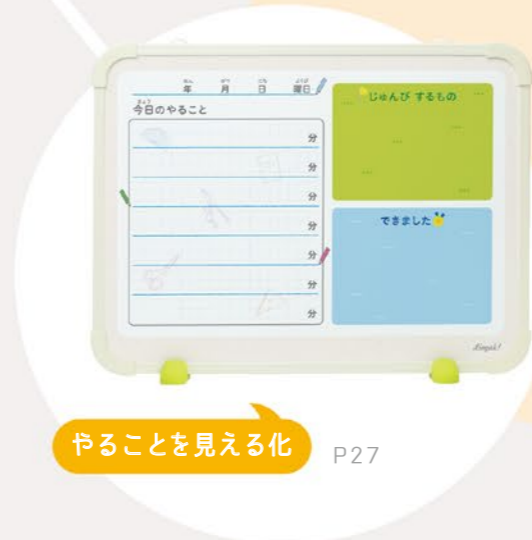 年 月 日 曜日
今日のやること
分
分
分
分
分
分
分
じゅんび するもの
できました
やることを見える化
P27